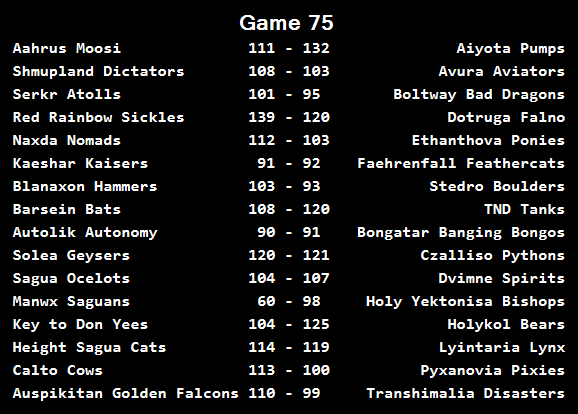 Game 75
Aahrus Moosi 111 - 132 Aiyota Pumps
Shmupland Dictators 108 - 103 Avura Aviators
Serkr Atolls 101 - 95 Boltway Bad Dragons
Red Rainbow Sickles 139 - 120 Dotruga Falno
Naxda Nomads 112 - 103 Ethanthova Ponies
Kaeshar Kaisers 91 - 92 Faehrenfall Feathercats
Blanaxon Hammers 103 - 93 Stedro Boulders
Barsein Bats 108 - 120 TND Tanks
Autolik Autonomy 90 - 91 Bongatar Banging Bongos
Solea Geysers 120 - 121 Czalliso Pythons
Sagua Ocelots 104 - 107 Dvimne Spirits
Manwx Saguans 60 - 98 Holy Yektonisa Bishops
Key to Don Yees 104 - 125 Holykol Bears
Height Sagua Cats 114 - 119 Lyintaria Lynx
Calto Cows 113 - 100 Pyxanovia Pixies
Auspikitan Golden Falcons 110 - 99 Transhimalia Disasters